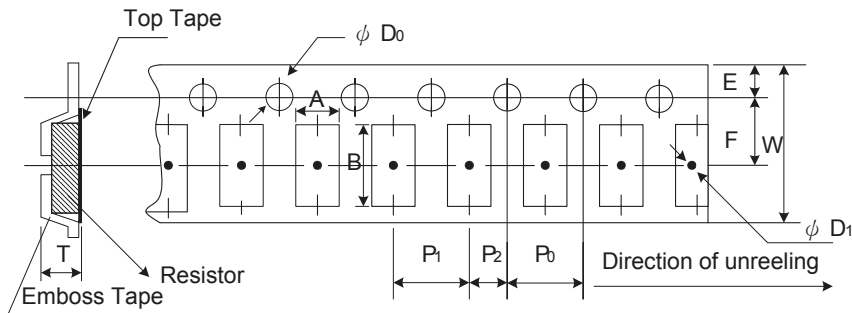 Top Tape
ψ D0
E
A
F
W
B
ψ D1
T
P1
P2
P0
Resistor
Direction of unreeling
Emboss Tape